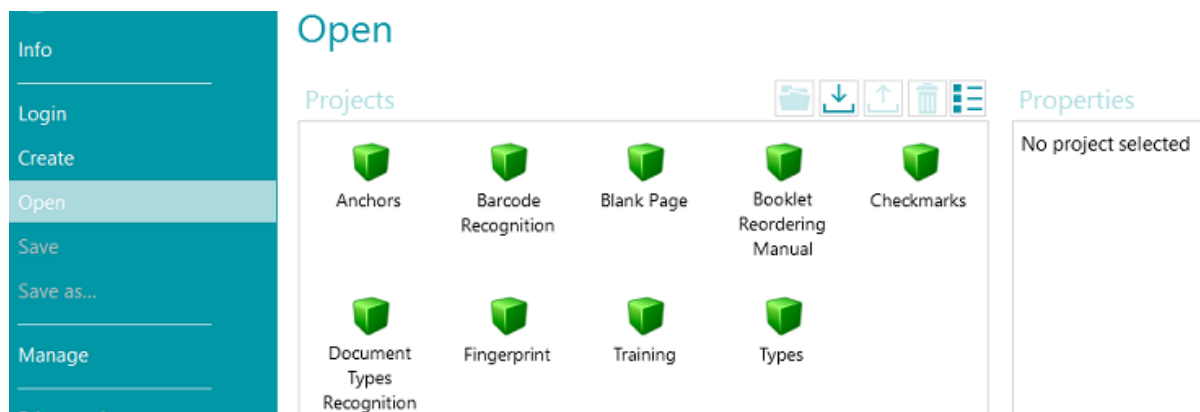 Open
Info
Login
Create
Open
Save
Save as...
Manage
Projects
Properties
No project selected
Anchors
Barcode
Recognition
Blank Page
Booklet
Reordering
Manual
Checkmarks
Document
Types
Recognition
Fingerprint
Training
Types